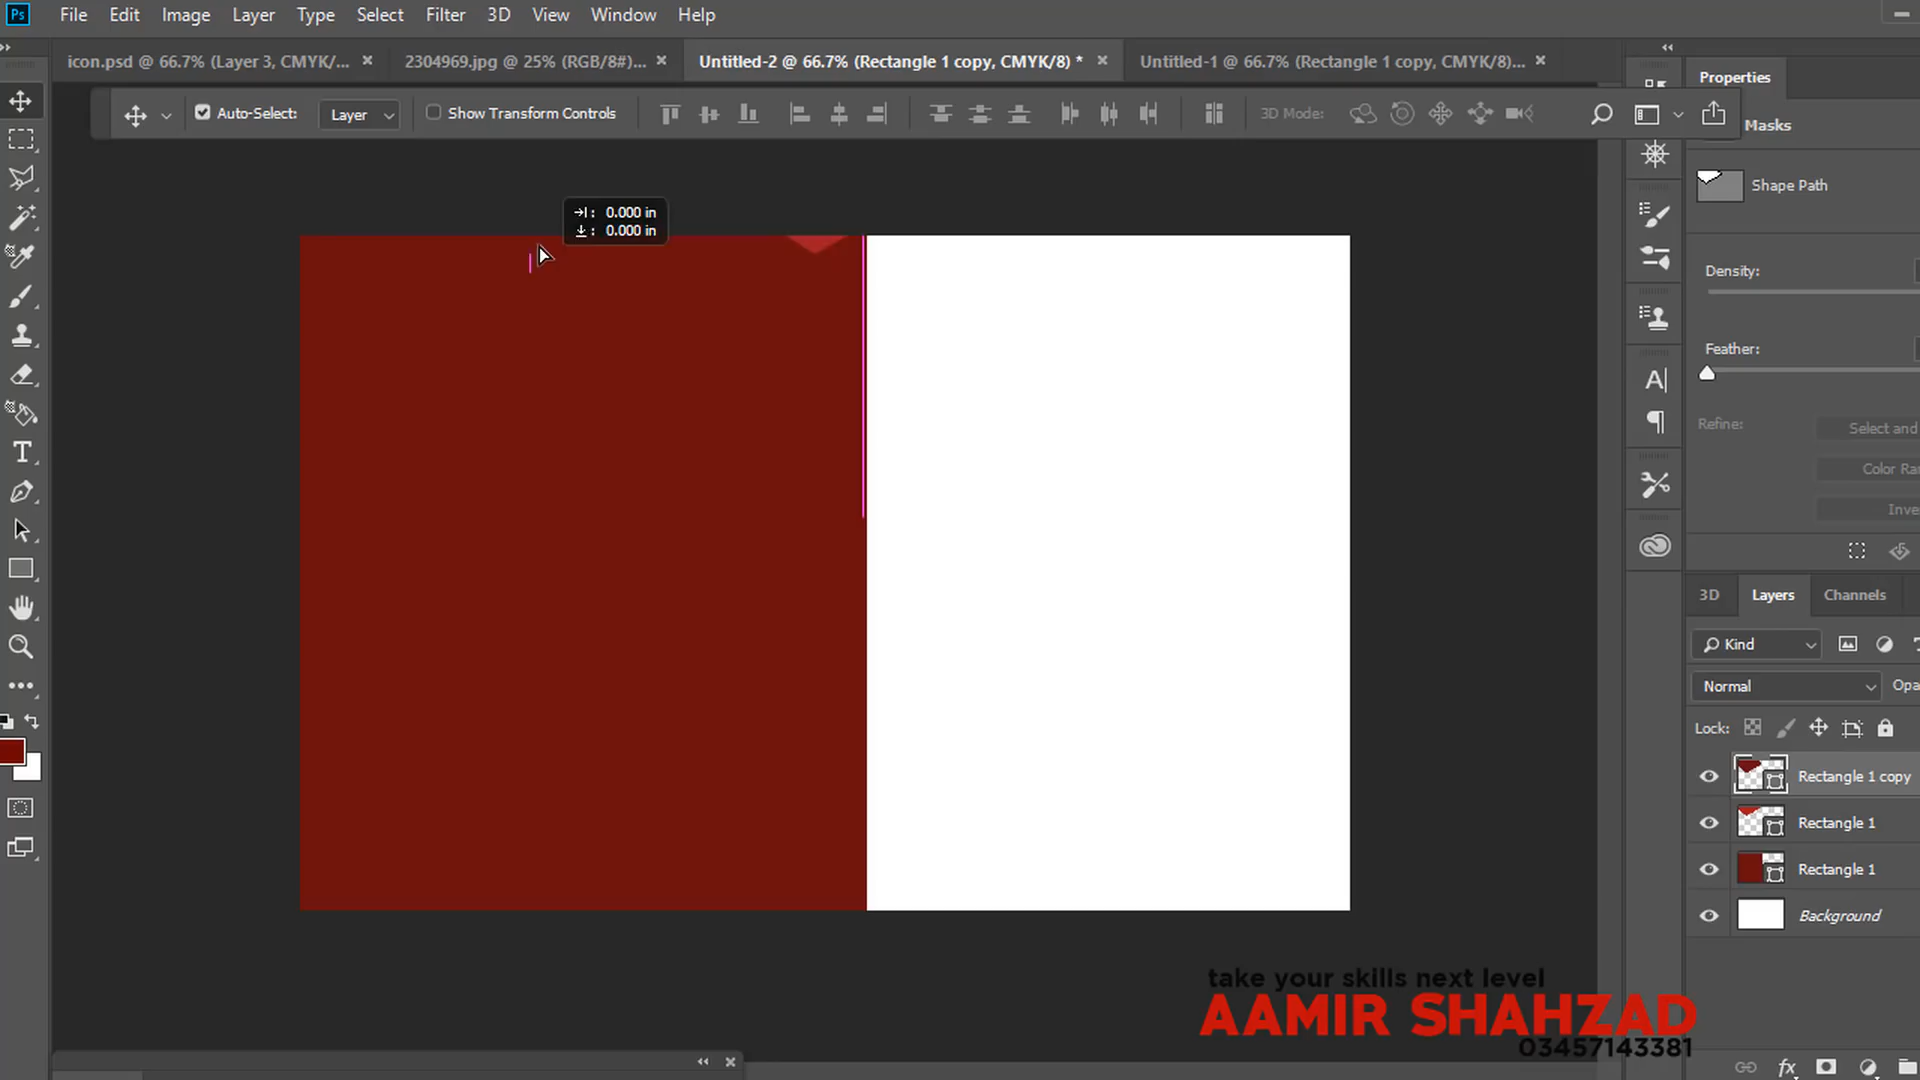 Ps File Edit Image Layer Type Select Filter 3D View Window Help
icon.psd @ 66.7% (Layer 3, CMYK/... 2304969.jpg @ 25% (RGB/8#)... Untitled-2 @ 66.7% (Rectangle 1 copy, CMYK/8) * Untitled-1 @ 66.7% (Rectangle 1 copy, CMYK/8)...
Properties
Auto-Select: Layer Show Transform Controls 3D Mode:
Masks
Shape Path
0.000 in
0.000 in
Density:
Feather:
Refine: Select and
Color Ra
Inve
3D Layers Channels
Kind
Normal Opa
Lock:
Rectangle 1 copy
Rectangle 1
Rectangle 1
Background
take your skills next level
AAMIR SHAHZAD
03457143381
fx